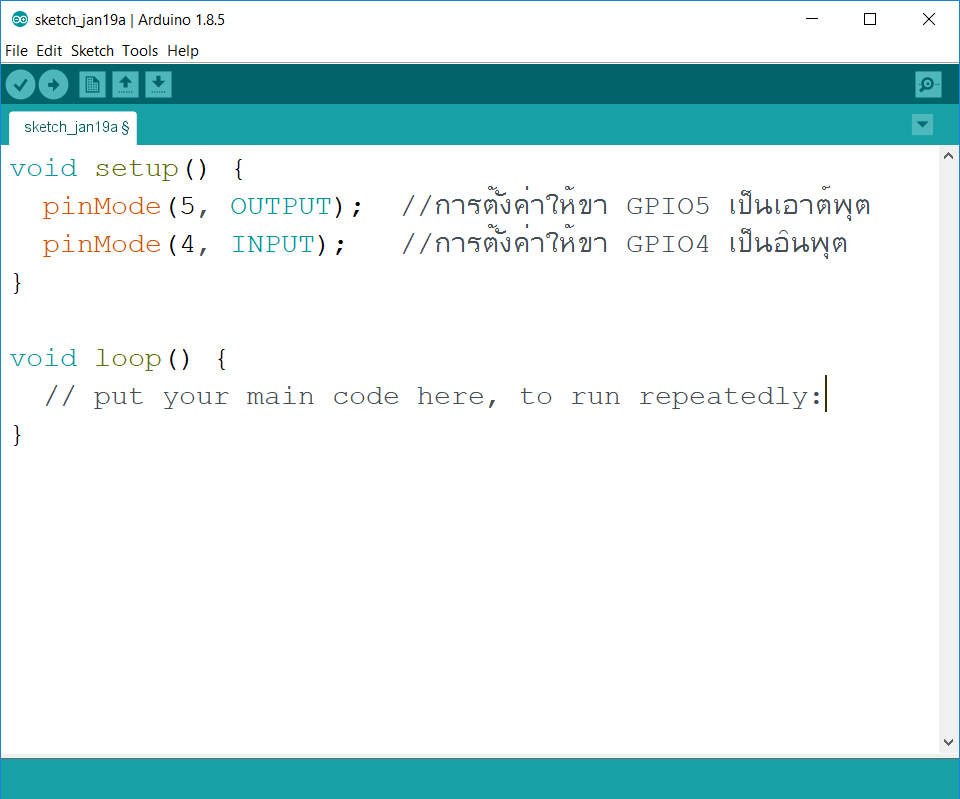 sketch_jan19a | Arduino 1.8.5
File Edit Sketch Tools Help
sketch_jan19a §
void setup() {
  pinMode(5, OUTPUT);  //การตั้งค่าให้ขา GPIO5 เป็นเอาต์พุต
  pinMode(4, INPUT);   //การตั้งค่าให้ขา GPIO4 เป็นอินพุต
}
void loop() {
  // put your main code here, to run repeatedly:
}